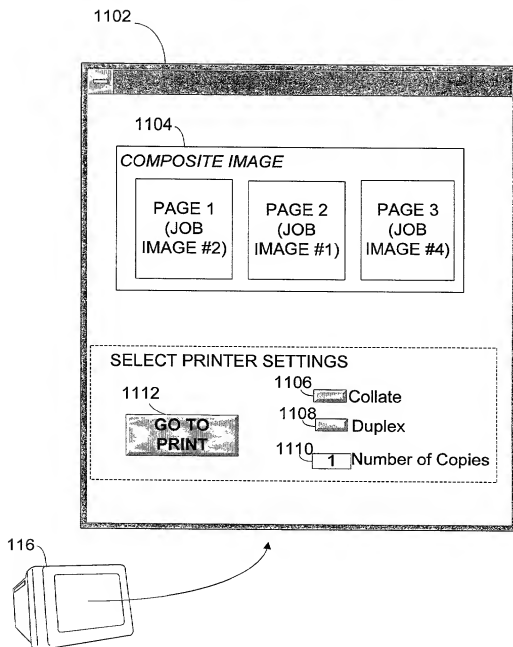 1102
1104
COMPOSITE IMAGE
PAGE 1
(JOB
IMAGE #2)
PAGE 2
(JOB
IMAGE #1)
PAGE 3
(JOB
IMAGE #4)
SELECT PRINTER SETTINGS
1112
GO TO
PRINT
1106
Collate
1108
Duplex
1110
1 Number of Copies
116